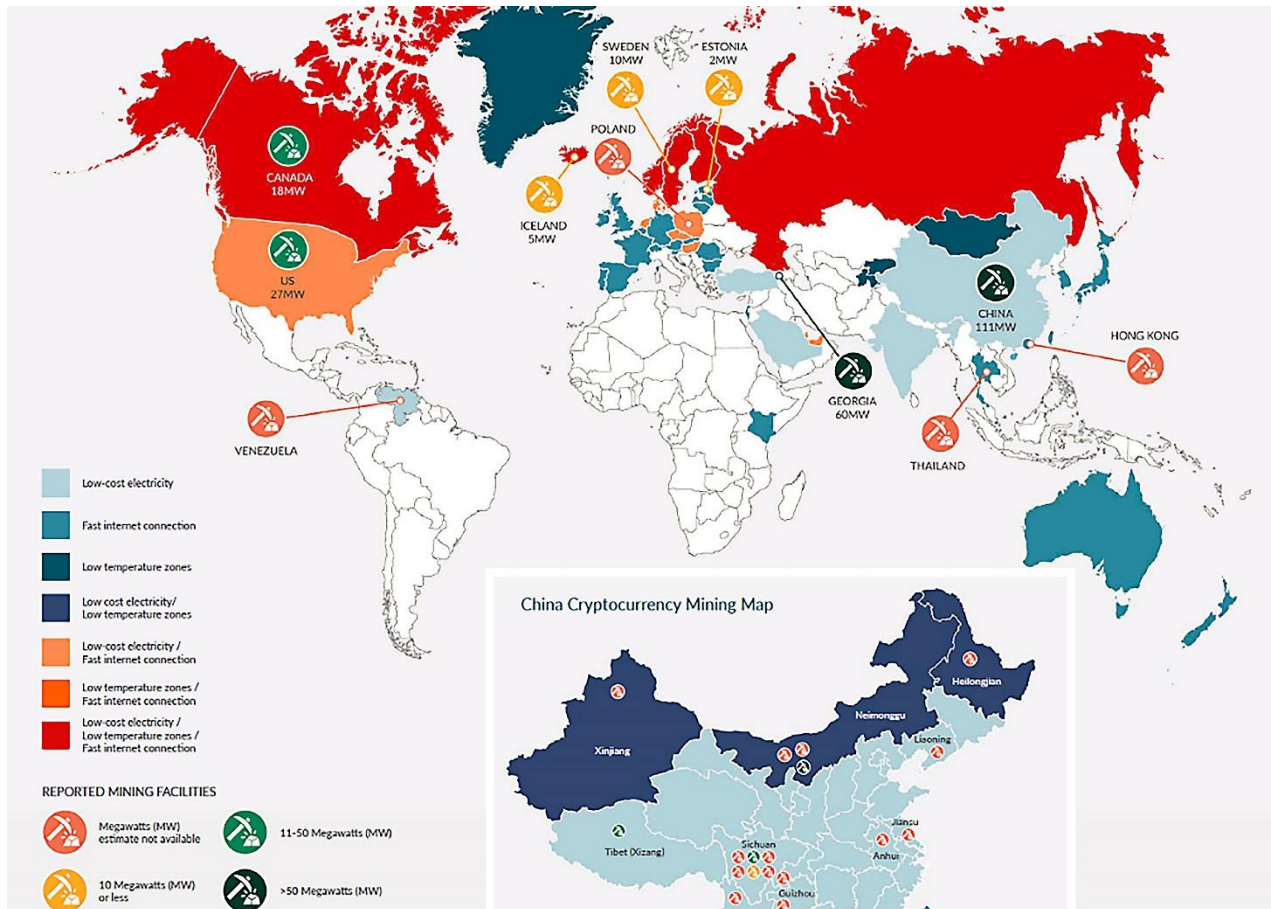 SWEDEN
10MW
ESTONIA
2MW
POLAND
CANADA
18MW
ICELAND
5MW
US
27MW
CHINA
111MW
HONG KONG
GEORGIA
60MW
VENEZUELA
THAILAND
Low-cost electricity
Fast internet connection
Low temperature zones
Low cost electricity/
Low temperature zones
Low-cost electricity /
Fast internet connection
Low temperature zones /
Fast internet connection
Low-cost electricity /
Low temperature zones /
Fast internet connection
REPORTED MINING FACILITIES
Megawatts (MW)
estimate not available
11-50 Megawatts (MW)
10 Megawatts (MW)
or less
>50 Megawatts (MW)
China Cryptocurrency Mining Map
Heilongjian
Neimonggu
Xinjiang
Liaoning
Jiansu
Tibet (Xizang)
Sichuan
Anhui
Guizhou